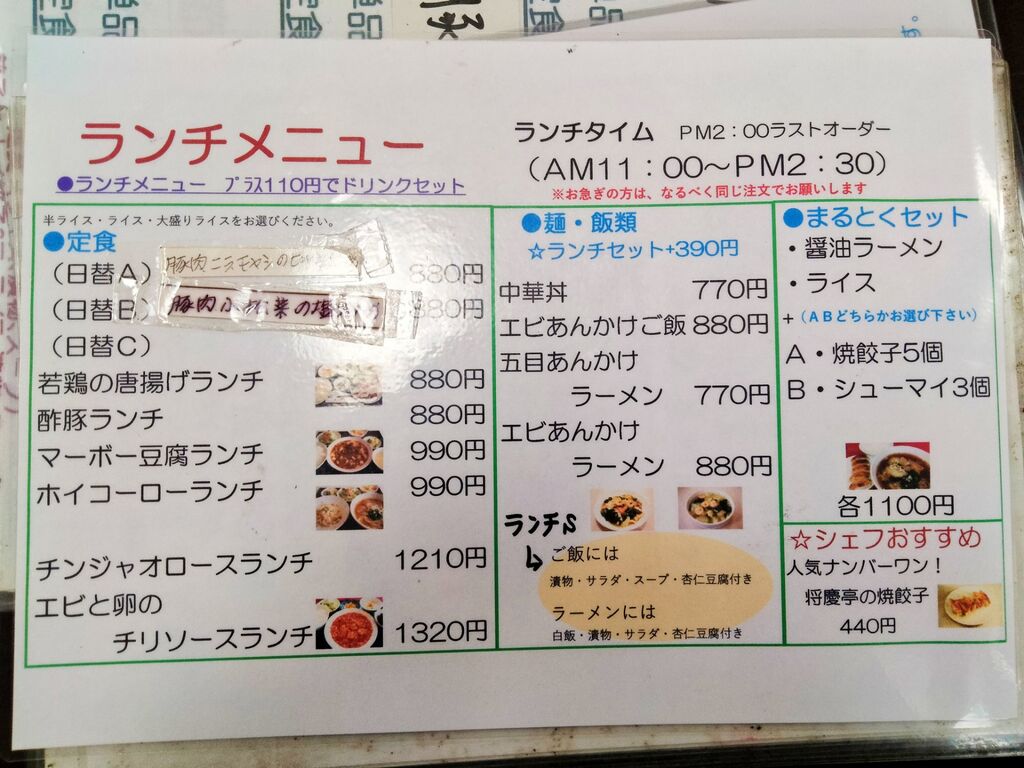 ランチメニュー
●ランチメニュー プラス110円でドリンクセット
ランチタイム PM2:00ラストオーダー
(AM11:00〜PM2:30)
※お急ぎの方は、なるべく同じ注文でお願いします
半ライス・ライス・大盛りライスをお選びください。
●定食
(日替A) 豚肉 880円
(日替B) 豚肉 880円
(日替C)
若鶏の唐揚げランチ 880円
酢豚ランチ 880円
マーボー豆腐ランチ 990円
ホイコーローランチ 990円
チンジャオロースランチ 1210円
エビと卵の
チリソースランチ 1320円
●麺・飯類
☆ランチセット+390円
中華丼 770円
エビあんかけご飯 880円
五目あんかけ
ラーメン 770円
エビあんかけ
ラーメン 880円
ランチS
↳ ご飯には
漬物・サラダ・スープ・杏仁豆腐付き
ラーメンには
白飯・漬物・サラダ・杏仁豆腐付き
●まるとくセット
・醤油ラーメン
・ライス
+(ABどちらかお選び下さい)
A・焼餃子5個
B・シューマイ3個
各1100円
☆シェフおすすめ
人気ナンバーワン!
将慶亭の焼餃子
440円